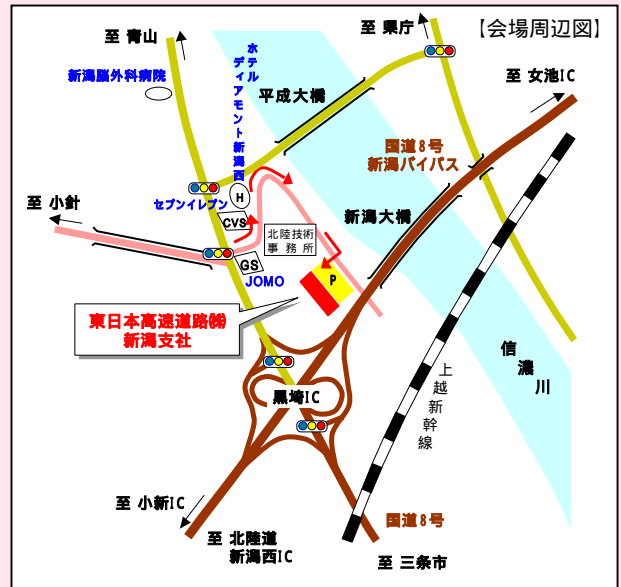 【会場周辺図】
至 県庁
至 青山
新潟脳外科病院
ホテル
ディアモント新潟西
平成大橋
至 女池IC
国道8号
新潟バイパス
至 小針
セブンイレブン
H
CVS
新潟大橋
北陸技術
事務所
GS
JOMO
P
東日本高速道路㈱
新潟支社
信濃川
上越新幹線
黒埼IC
至 小新IC
国道8号
至 北陸道
新潟西IC
至 三条市